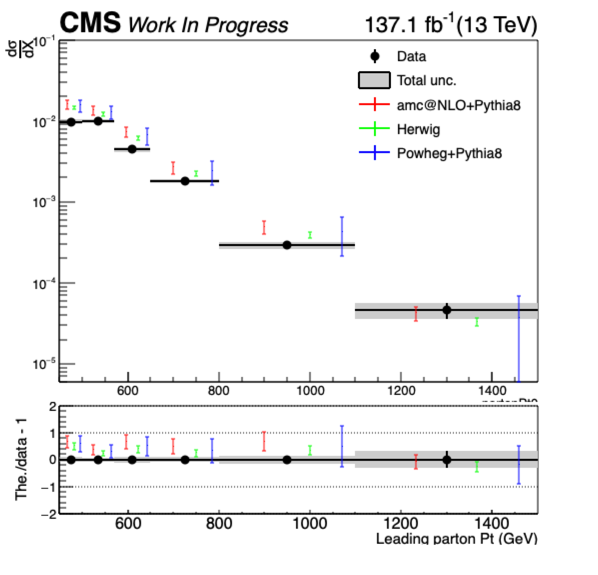 CMS Work In Progress 137.1 fb⁻¹(13 TeV)
dσ
dX
10⁻¹
10⁻²
10⁻³
10⁻⁴
10⁻⁵
Data
Total unc.
amc@NLO+Pythia8
Herwig
Powheg+Pythia8
600 800 1000 1200 1400
The./data - 1
2
1
0
−1
−2
600 800 1000 1200 1400
Leading parton Pt (GeV)